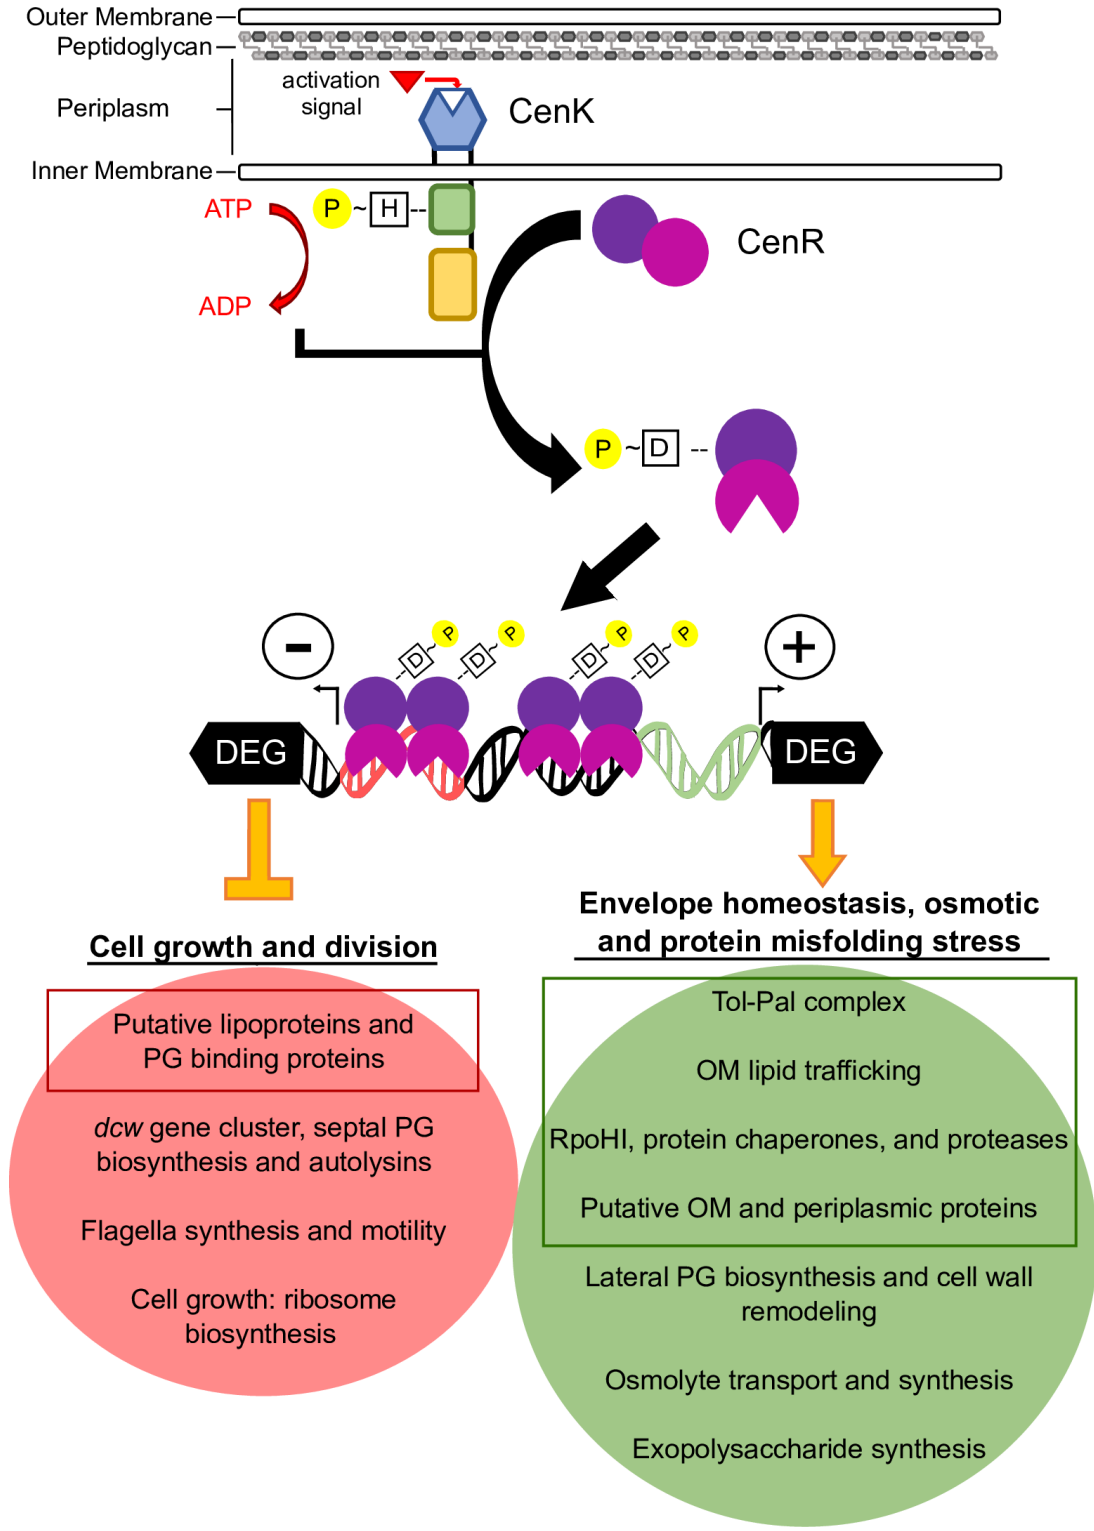 Outer Membrane
Peptidoglycan
activation
signal
Periplasm
CenK
Inner Membrane
ATP
P ~ H --
CenR
ADP
P ~ D --
- +
D ~ P D ~ P D ~ P D ~ P
DEG DEG
Cell growth and division
Putative lipoproteins and
PG binding proteins
dcw gene cluster, septal PG
biosynthesis and autolysins
Flagella synthesis and motility
Cell growth: ribosome
biosynthesis
Envelope homeostasis, osmotic
and protein misfolding stress
Tol-Pal complex
OM lipid trafficking
RpoHI, protein chaperones, and proteases
Putative OM and periplasmic proteins
Lateral PG biosynthesis and cell wall
remodeling
Osmolyte transport and synthesis
Exopolysaccharide synthesis